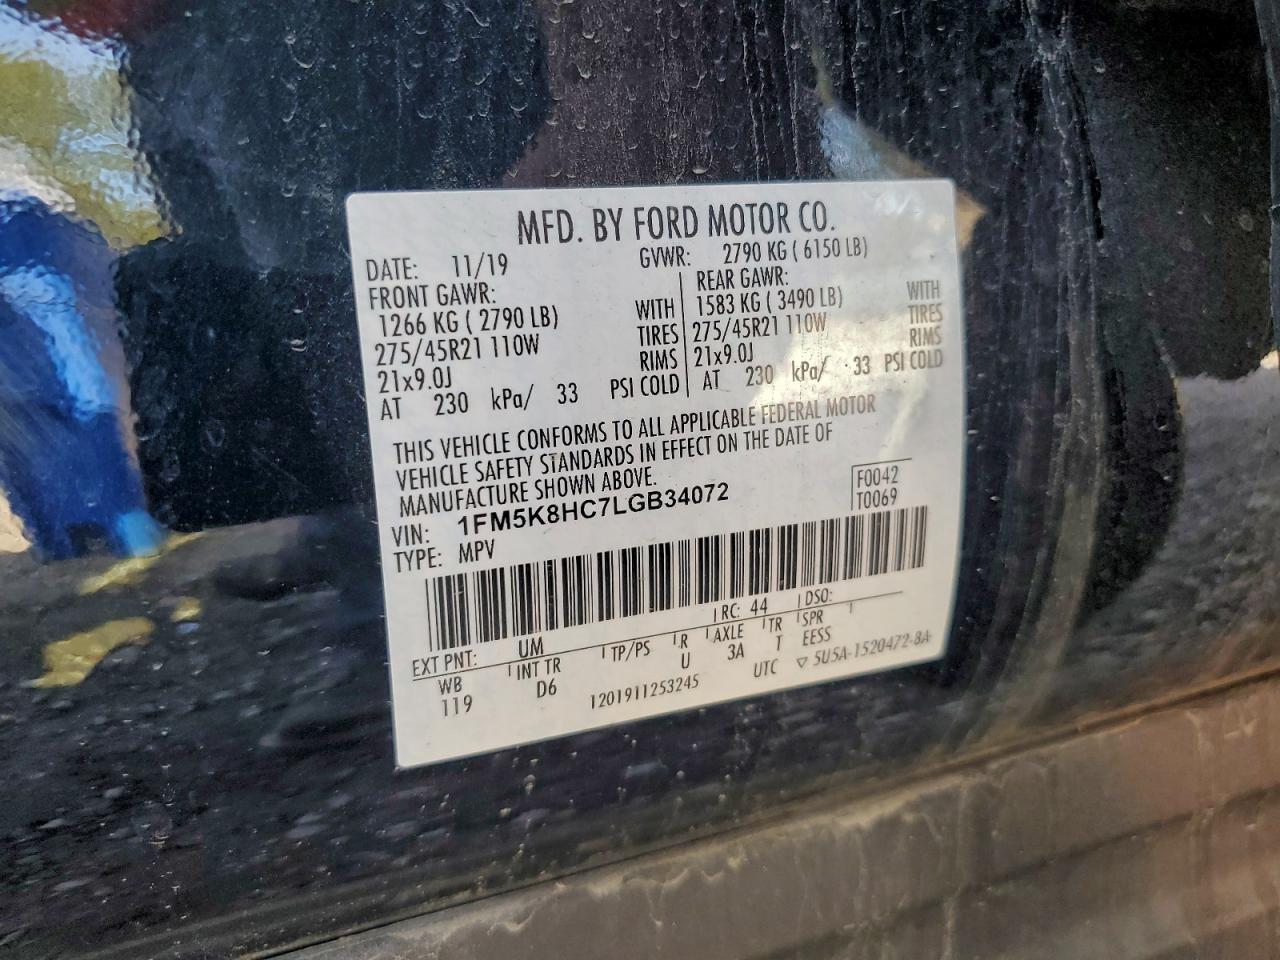 MFD. BY FORD MOTOR CO.
DATE: 11/19 GVWR: 2790 KG ( 6150 LB)
FRONT GAWR: REAR GAWR:
1266 KG ( 2790 LB) WITH 1583 KG ( 3490 LB) WITH
275/45R21 110W TIRES 275/45R21 110W TIRES
21x9.0J RIMS 21x9.0J RIMS
AT 230 kPa/ 33 PSI COLD AT 230 kPa/ 33 PSI COLD
THIS VEHICLE CONFORMS TO ALL APPLICABLE FEDERAL MOTOR
VEHICLE SAFETY STANDARDS IN EFFECT ON THE DATE OF
MANUFACTURE SHOWN ABOVE.
VIN: 1FM5K8HC7LGB34072 F0042
TYPE: MPV T0069
EXT PNT: UM RC: 44 DSO:
WB INT TR TP/PS R AXLE TR SPR
119 D6 U 3A T EESS
1201911253245 UTC ▽ 5U5A-1520472-8A